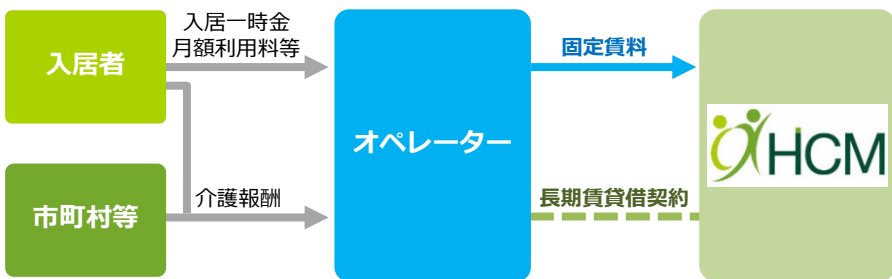 入居者
入居一時金
月額利用料等
市町村等
介護報酬
オペレーター
固定賃料
長期賃貸借契約
HCM